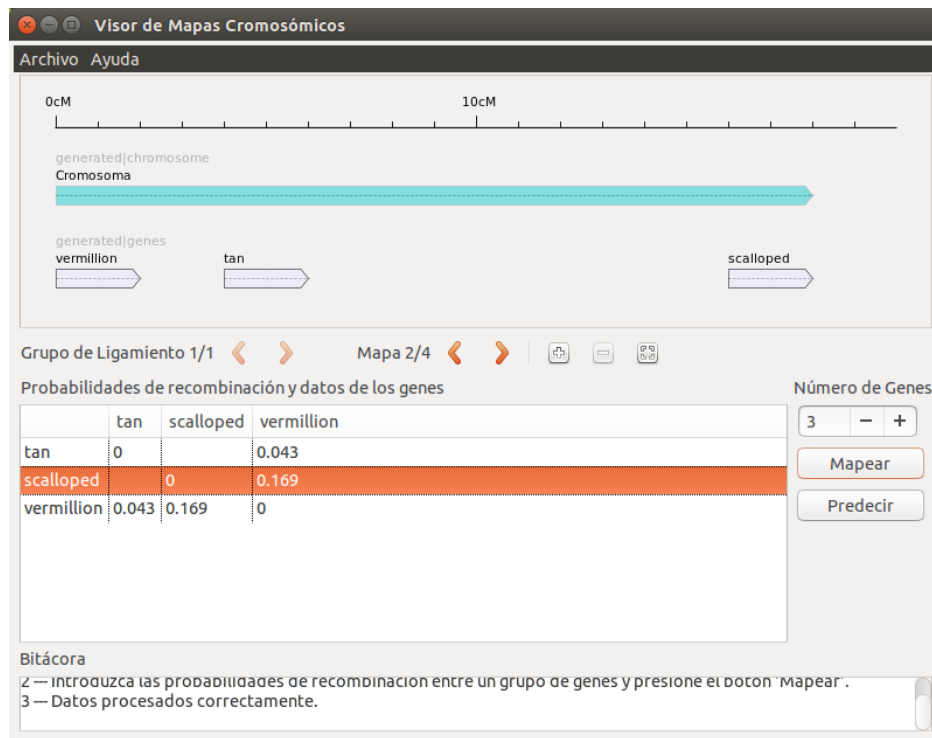 Visor de Mapas Cromosómicos
Archivo Ayuda
0cM 10cM
generated|chromosome
Cromosoma
generated|genes
vermillion tan scalloped
Grupo de Ligamiento 1/1 Mapa 2/4
Probabilidades de recombinación y datos de los genes Número de Genes
tan scalloped vermillion 3 − +
tan 0 0.043
Mapear
scalloped 0 0.169
vermillion 0.043 0.169 0 Predecir
Bitácora
2 — Introduzca las probabilidades de recombinación entre un grupo de genes y presione el botón 'Mapear'.
3 — Datos procesados correctamente.